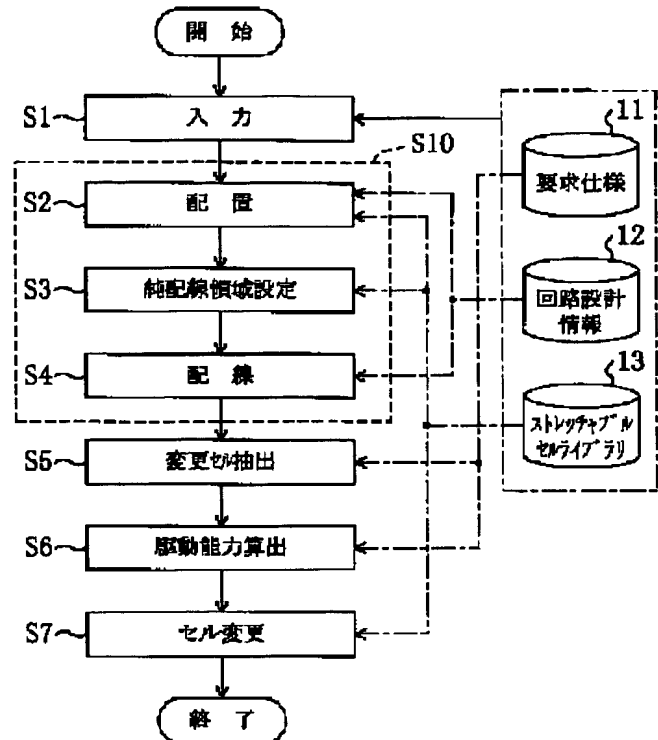 開始
S1 入力
11
要求仕様
S10
S2 配置
12
回路設計
情報
S3 純配線領域設定
S4 配線
13
ストレッチャブル
セルライブラリ
S5 変更セル抽出
S6 駆動能力算出
S7 セル変更
終了